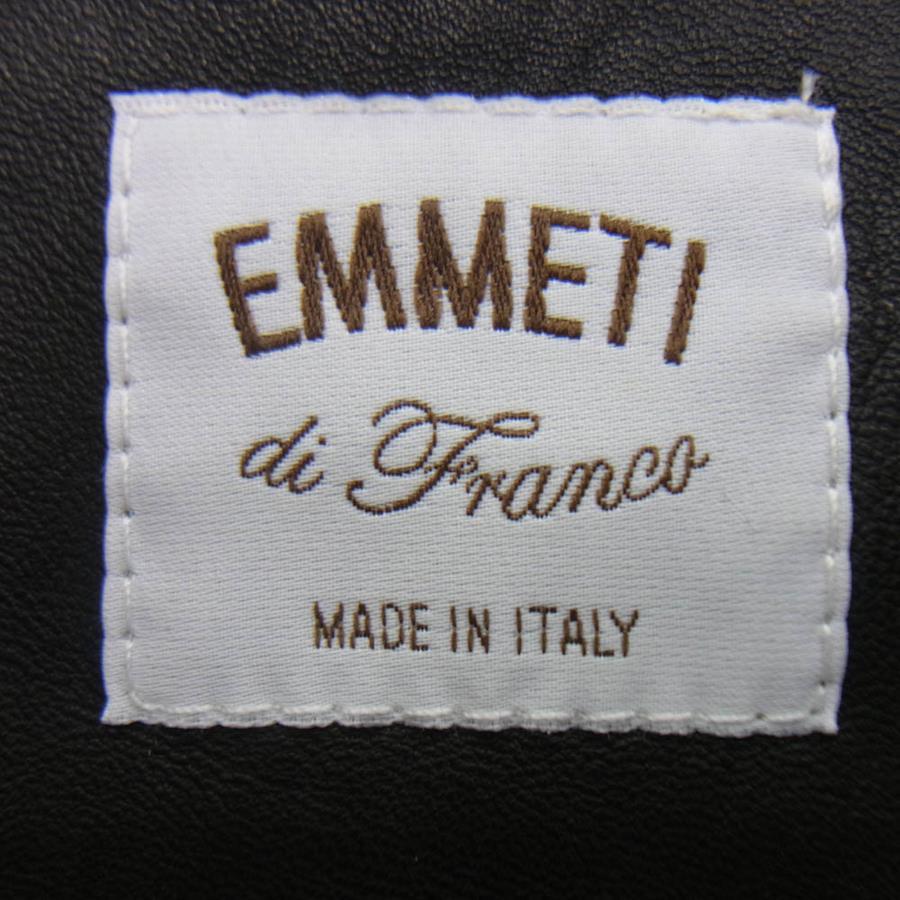 EMMETI
di Franco
MADE IN ITALY